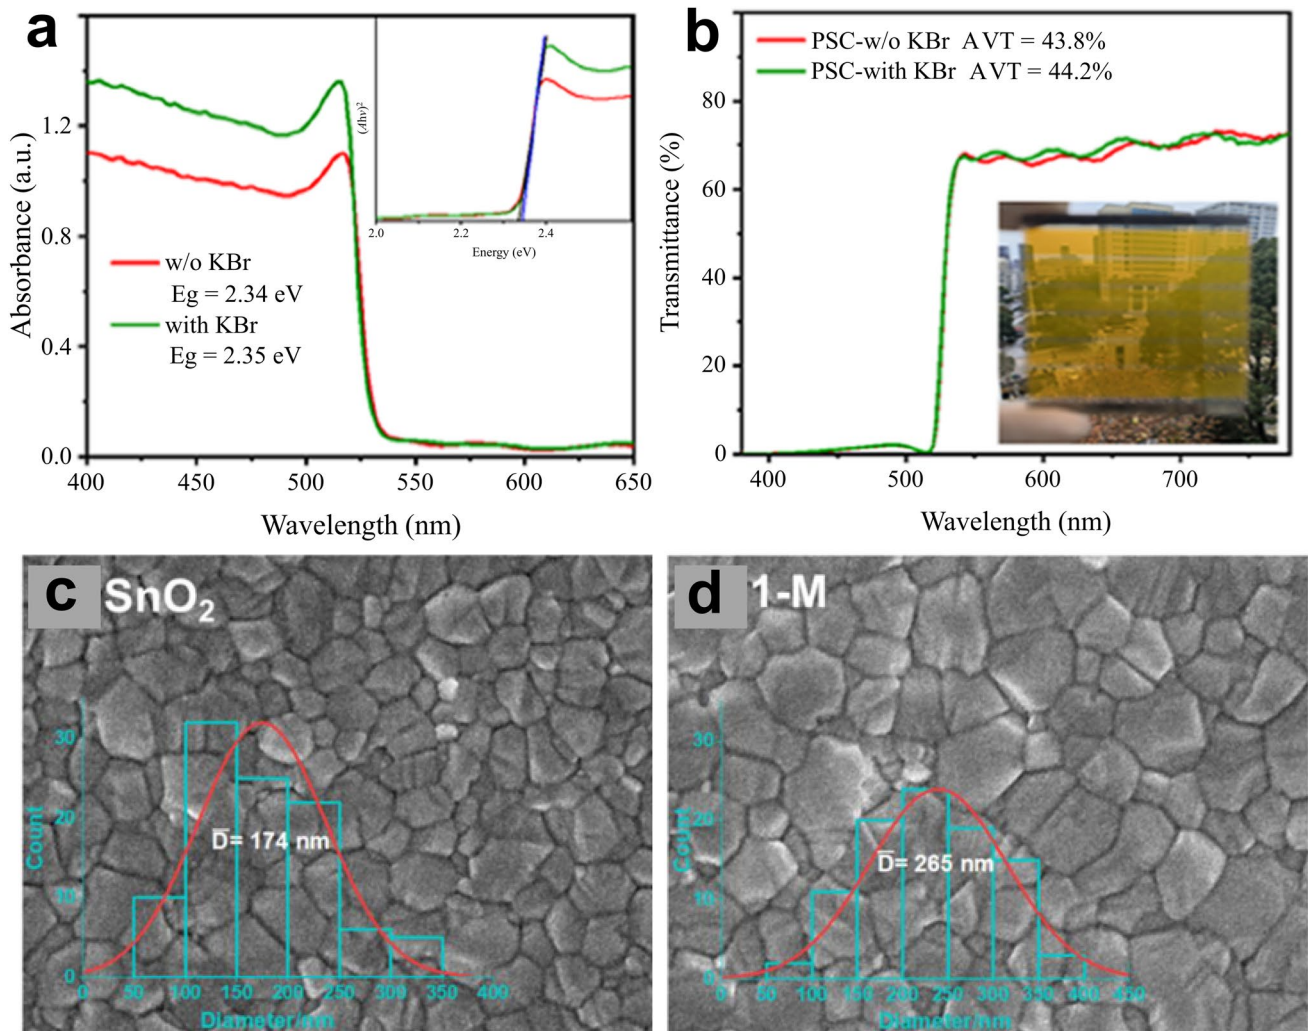 a
Absorbance (a.u.)
1.2
0.8
0.4
0.0
400 450 500 550 600 650
Wavelength (nm)
w/o KBr
Eg = 2.34 eV
with KBr
Eg = 2.35 eV
(Ahν)²
2.0 2.2 2.4
Energy (eV)
b
PSC-w/o KBr AVT = 43.8%
PSC-with KBr AVT = 44.2%
Transmittance (%)
80
60
40
20
0
400 500 600 700
Wavelength (nm)
c SnO₂
Count
30
20
10
0
D̅= 174 nm
0 50 100 150 200 250 300 350 400
Diameter/nm
d 1-M
Count
30
20
10
0
D̅= 265 nm
0 50 100 150 200 250 300 350 400 450
Diameter/nm